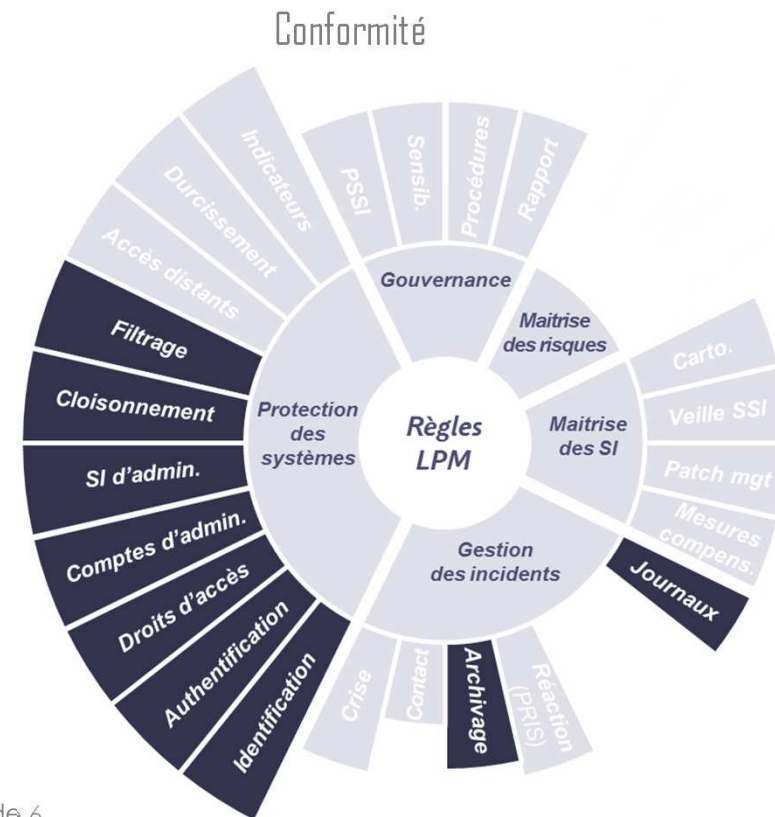 Conformité
Indicateurs
Durcissement
Accès distants
Filtrage
Cloisonnement
SI d'admin.
Comptes d'admin.
Droits d'accès
Authentification
Identification
Protection
des
systèmes
PSSI
Sensib.
Procédures
Rapport
Gouvernance
Maitrise
des risques
Règles
LPM
Maitrise
des SI
Carto.
Veille SSI
Patch mgt
Mesures
compens.
Gestion
des incidents
Journaux
Réaction
(PRIS)
Archivage
Contact
Crise
de 6